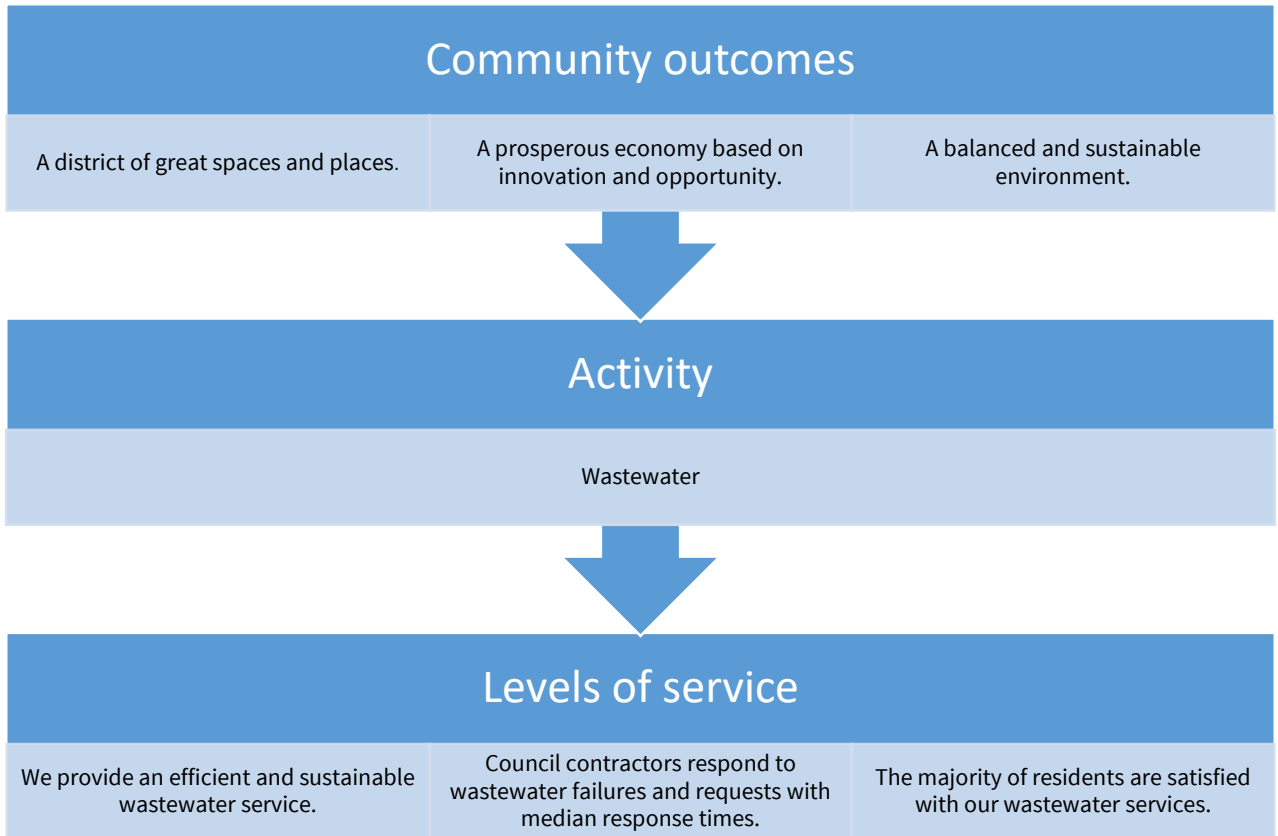 Community outcomes
A district of great spaces and places.
A prosperous economy based on
innovation and opportunity.
A balanced and sustainable
environment.
Activity
Wastewater
Levels of service
We provide an efficient and sustainable
wastewater service.
Council contractors respond to
wastewater failures and requests with
median response times.
The majority of residents are satisfied
with our wastewater services.